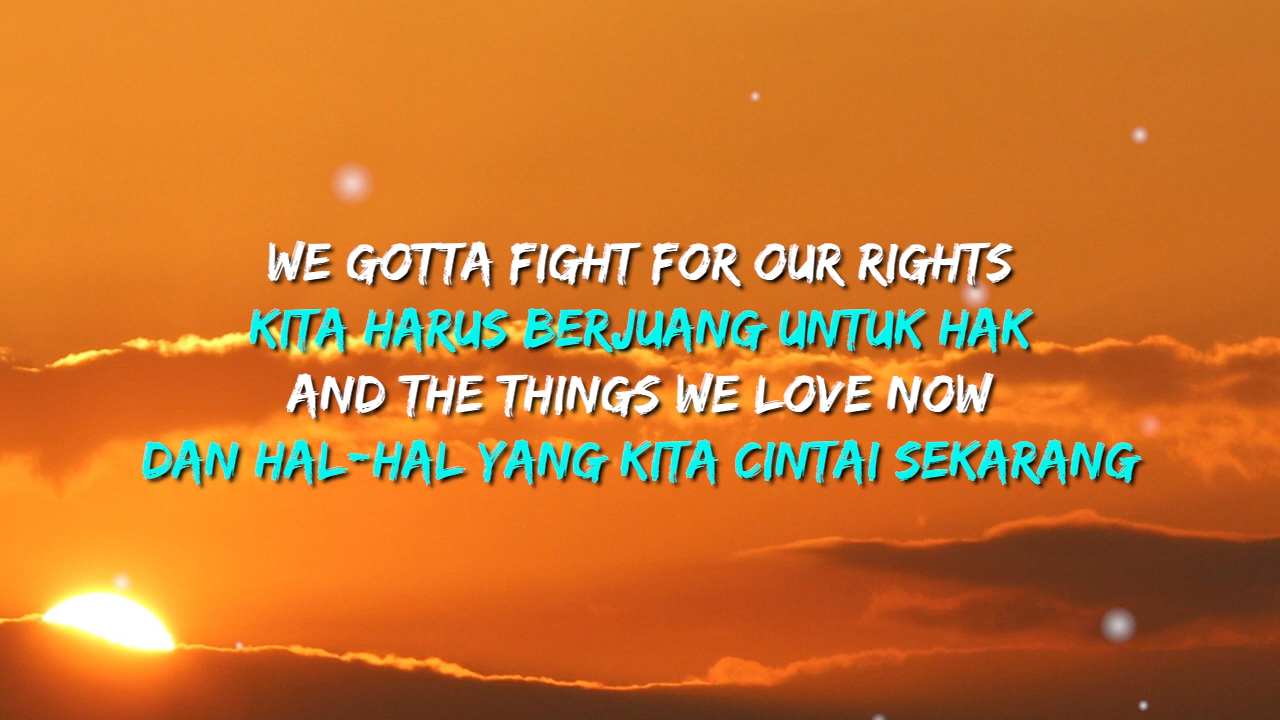 WE GOTTA FIGHT FOR OUR RIGHTS
KITA HARUS BERJUANG UNTUK HAK
AND THE THINGS WE LOVE NOW
DAN HAL-HAL YANG KITA CINTAI SEKARANG